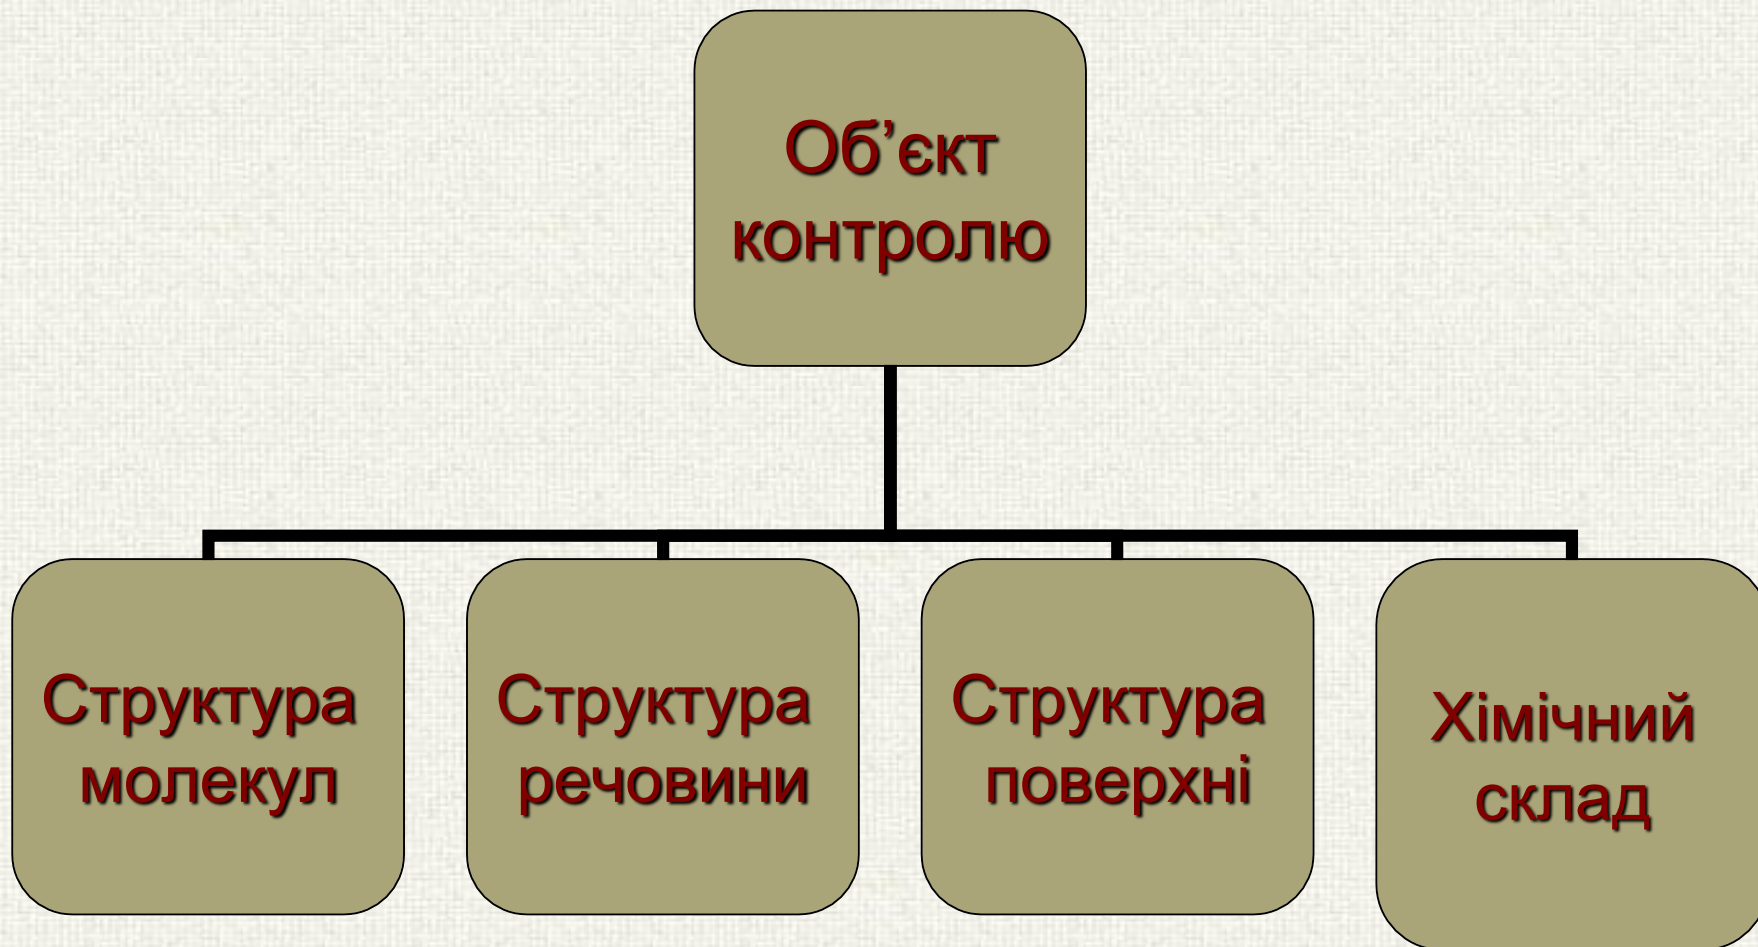 Об’єкт
контролю
Структура
молекул
Структура
речовини
Структура
поверхні
Хімічний
склад